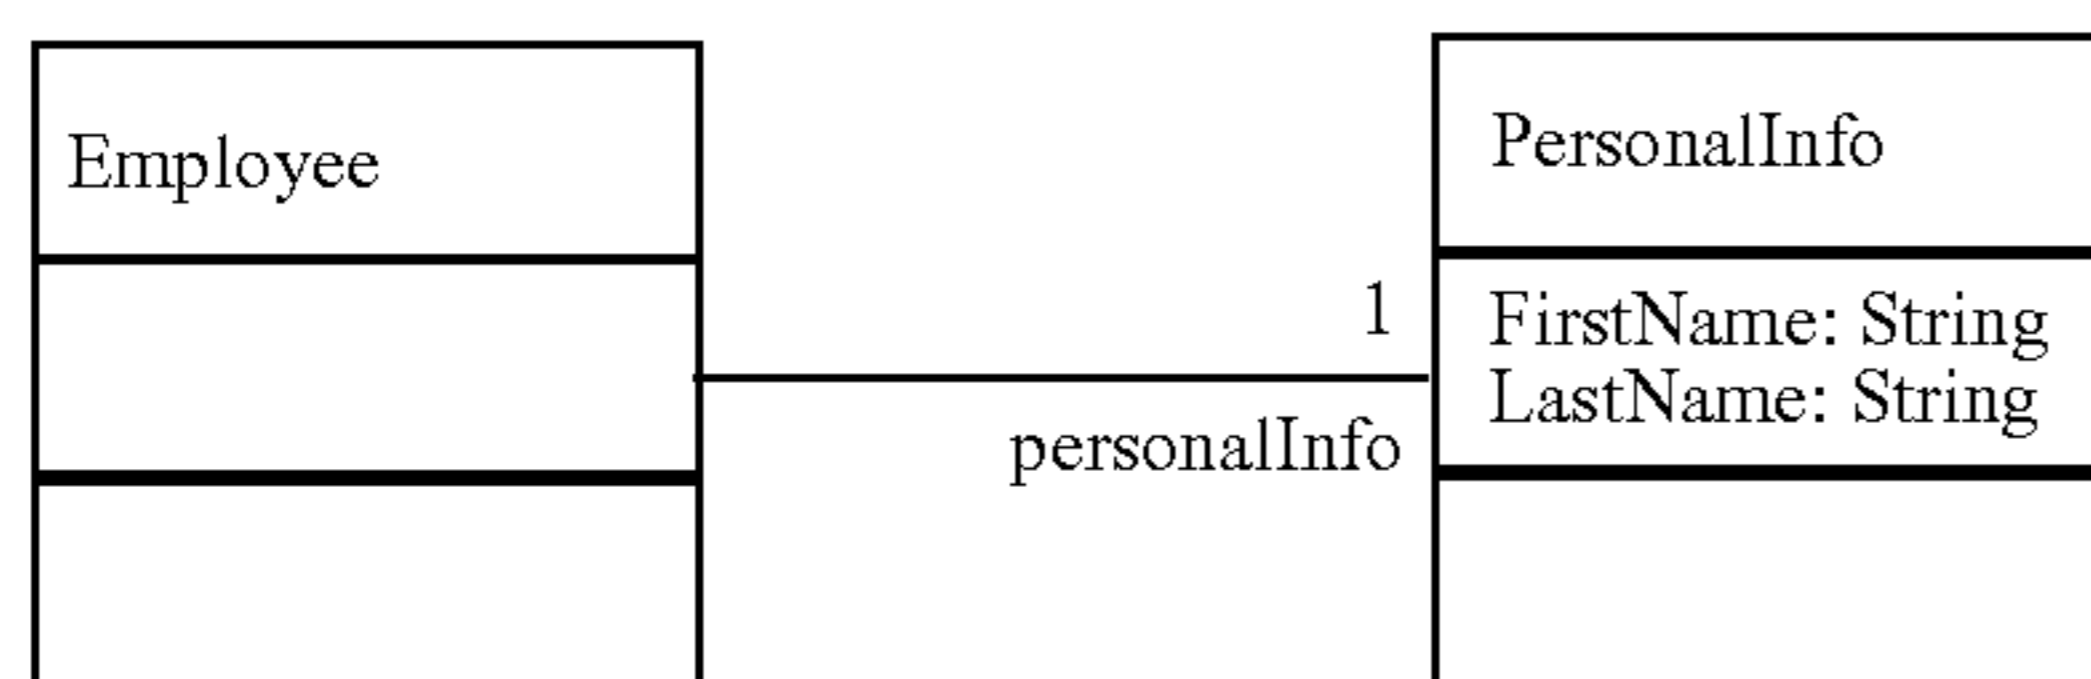 Employee
PersonalInfo
1
FirstName: String
LastName: String
personalInfo